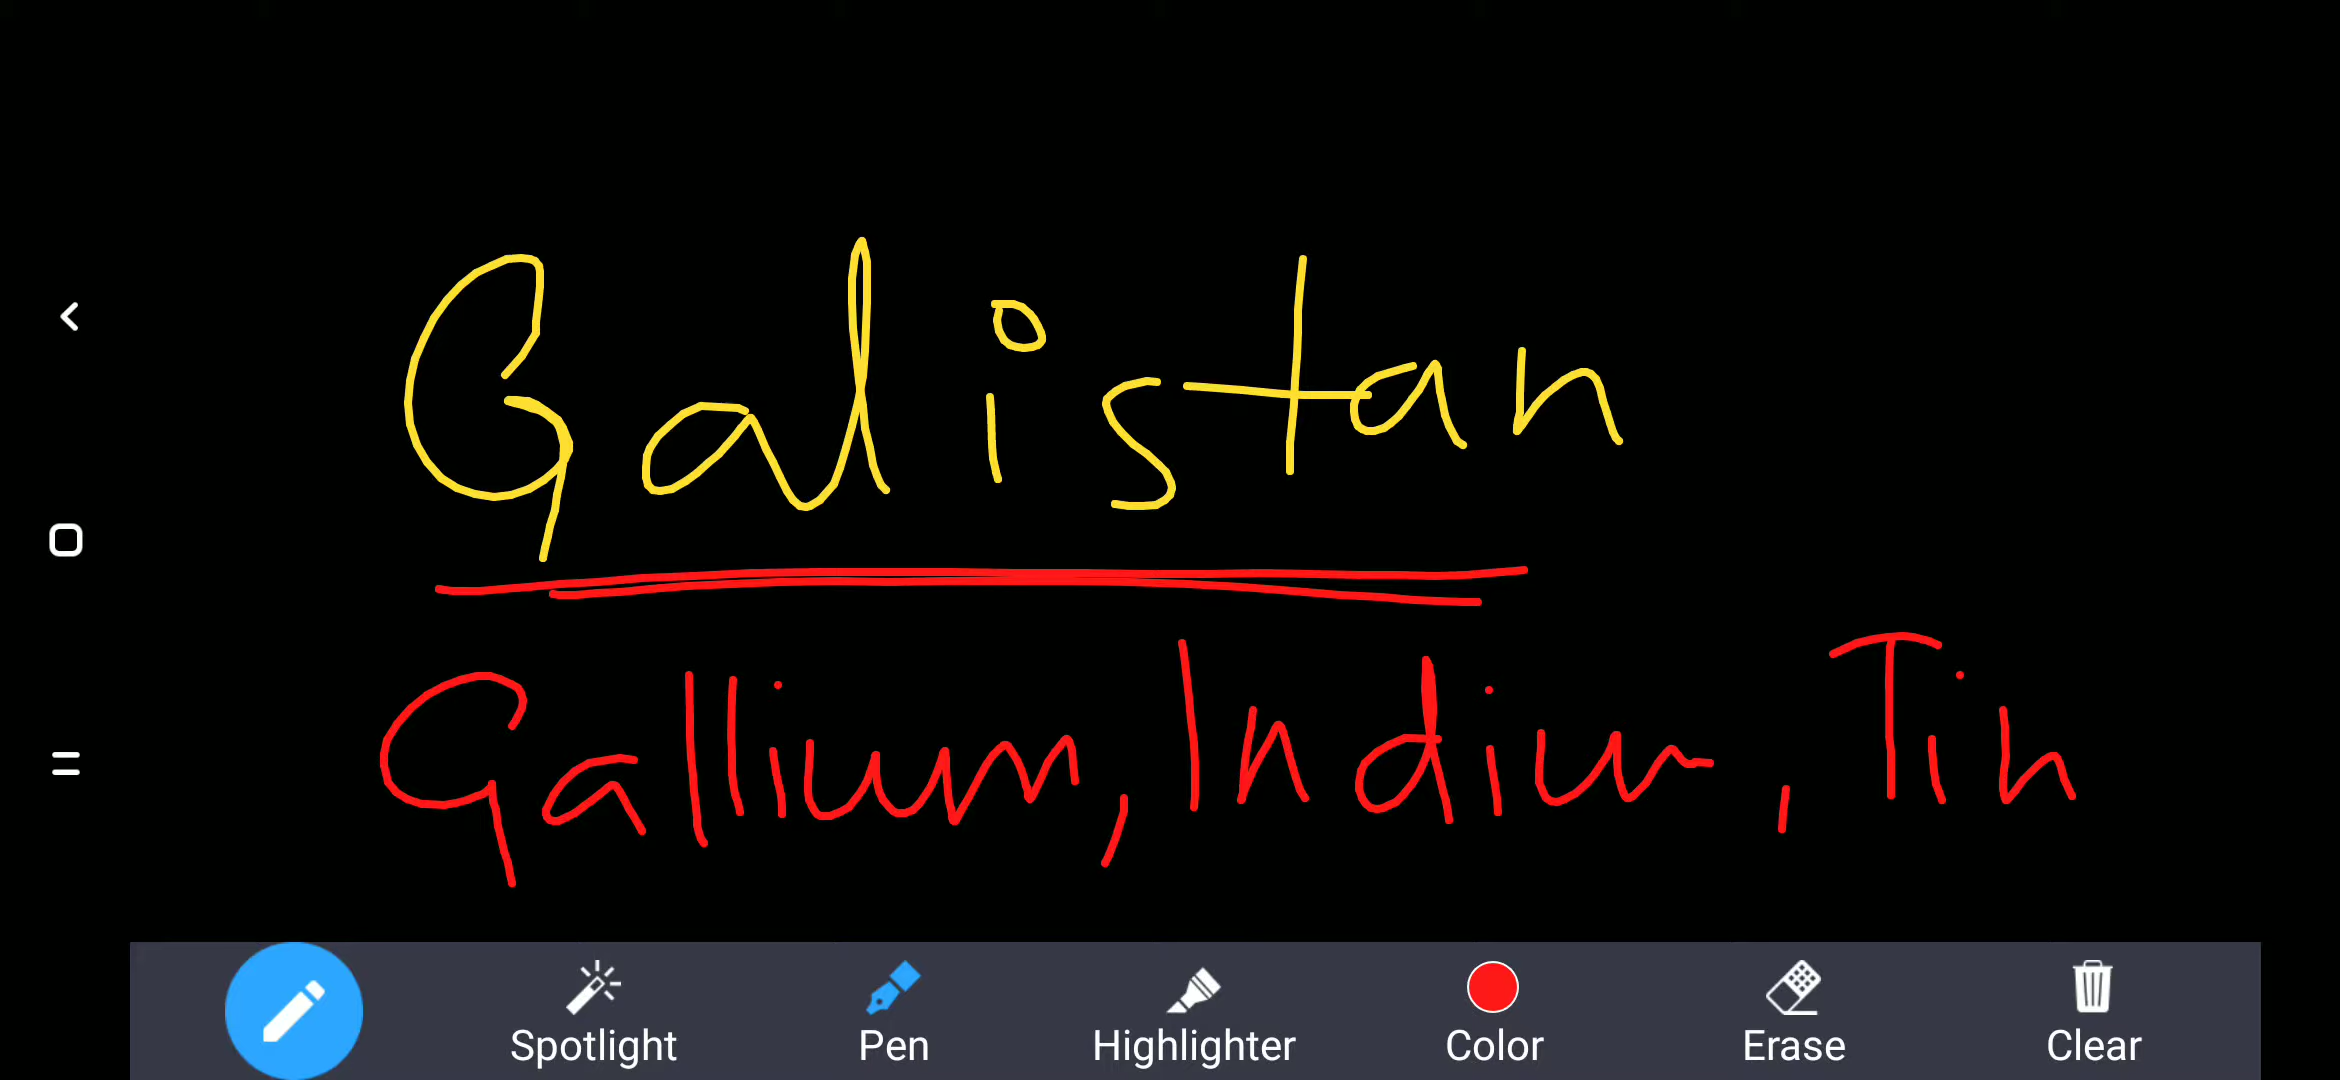 Galistan
Gallium, Indium, Tin
Spotlight Pen Highlighter Color Erase Clear